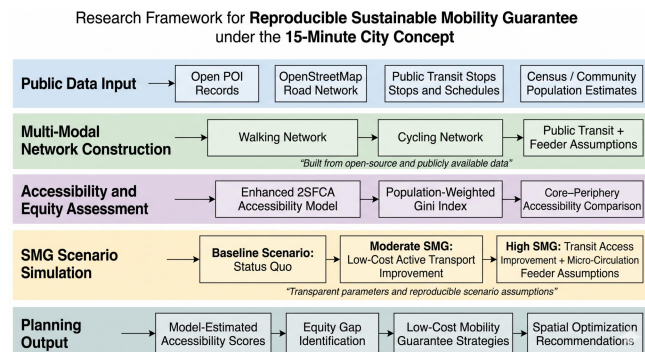 Research Framework for Reproducible Sustainable Mobility Guarantee
under the 15-Minute City Concept
Public Data Input
Open POI
Records
OpenStreetMap
Road Network
Public Transit Stops
Stops and Schedules
Census / Community
Population Estimates
Multi-Modal
Network Construction
Walking Network
Cycling Network
Public Transit +
Feeder Assumptions
"Built from open-source and publicly available data"
Accessibility and
Equity Assessment
Enhanced 2SFCA
Accessibility Model
Population-Weighted
Gini Index
Core–Periphery
Accessibility Comparison
SMG Scenario
Simulation
Baseline Scenario:
Status Quo
Moderate SMG:
Low-Cost Active Transport
Improvement
High SMG: Transit Access
Improvement + Micro-Circulation
Feeder Assumptions
"Transparent parameters and reproducible scenario assumptions"
Planning
Output
Model-Estimated
Accessibility Scores
Equity Gap
Identification
Low-Cost Mobility
Guarantee Strategies
Spatial Optimization
Recommendations